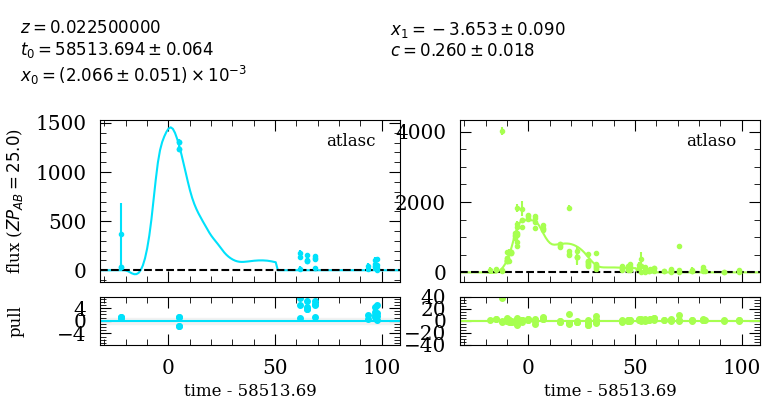 z = 0.022500000
t₀ = 58513.694 ± 0.064
x₀ = (2.066 ± 0.051) × 10⁻³
x₁ = −3.653 ± 0.090
c = 0.260 ± 0.018
flux (ZP_AB = 25.0)
1500
1000
500
0
atlasc
4000
2000
0
atlaso
pull
4
0
−4
0 50 100
time - 58513.69
40
20
0
−20
−40
0 50 100
time - 58513.69